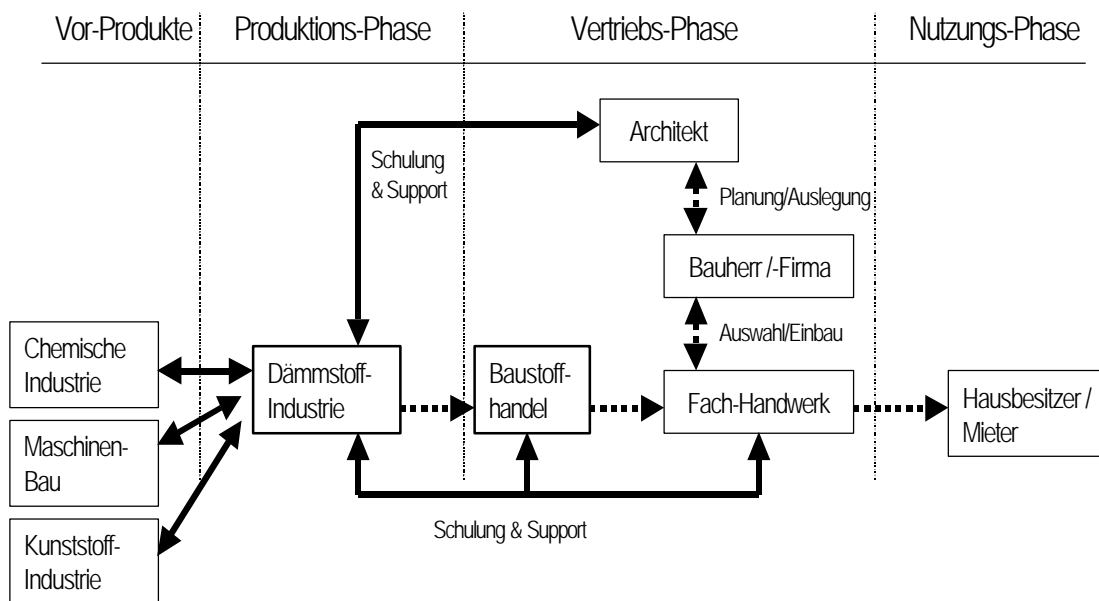 Vor-Produkte
Produktions-Phase
Vertriebs-Phase
Nutzungs-Phase
Architekt
Schulung
& Support
Planung/Auslegung
Bauherr /-Firma
Auswahl/Einbau
Chemische
Industrie
Dämmstoff-
Industrie
Baustoff-
handel
Fach-Handwerk
Hausbesitzer /
Mieter
Maschinen-
Bau
Schulung & Support
Kunststoff-
Industrie